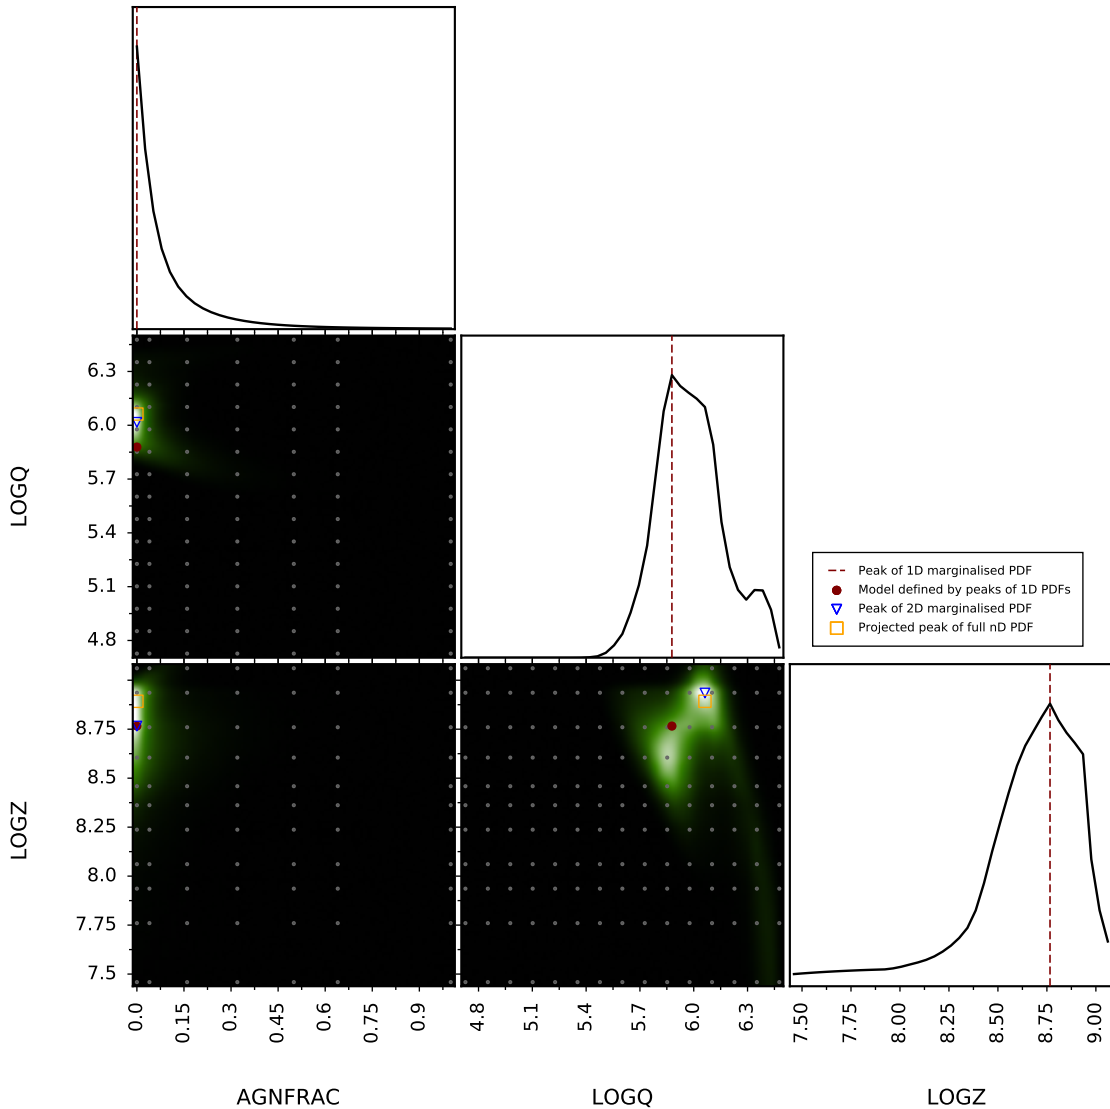 LOGQ
6.3
6.0
5.7
5.4
5.1
4.8
Peak of 1D marginalised PDF
Model defined by peaks of 1D PDFs
Peak of 2D marginalised PDF
Projected peak of full nD PDF
LOGZ
8.75
8.5
8.25
8.0
7.75
7.5
0.0 0.15 0.3 0.45 0.6 0.75 0.9
4.8 5.1 5.4 5.7 6.0 6.3
7.50 7.75 8.00 8.25 8.50 8.75 9.00
AGNFRAC LOGQ LOGZ